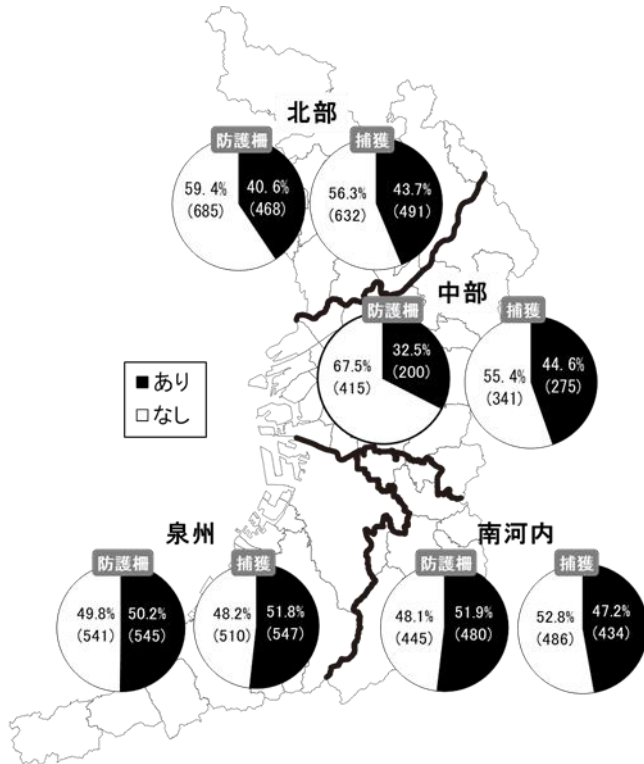 北部
防護柵
捕獲
59.4%
(685)
40.6%
(468)
56.3%
(632)
43.7%
(491)
中部
防護柵
捕獲
67.5%
(415)
32.5%
(200)
55.4%
(341)
44.6%
(275)
■あり
□なし
泉州
防護柵
捕獲
49.8%
(541)
50.2%
(545)
48.2%
(510)
51.8%
(547)
南河内
防護柵
捕獲
48.1%
(445)
51.9%
(480)
52.8%
(486)
47.2%
(434)